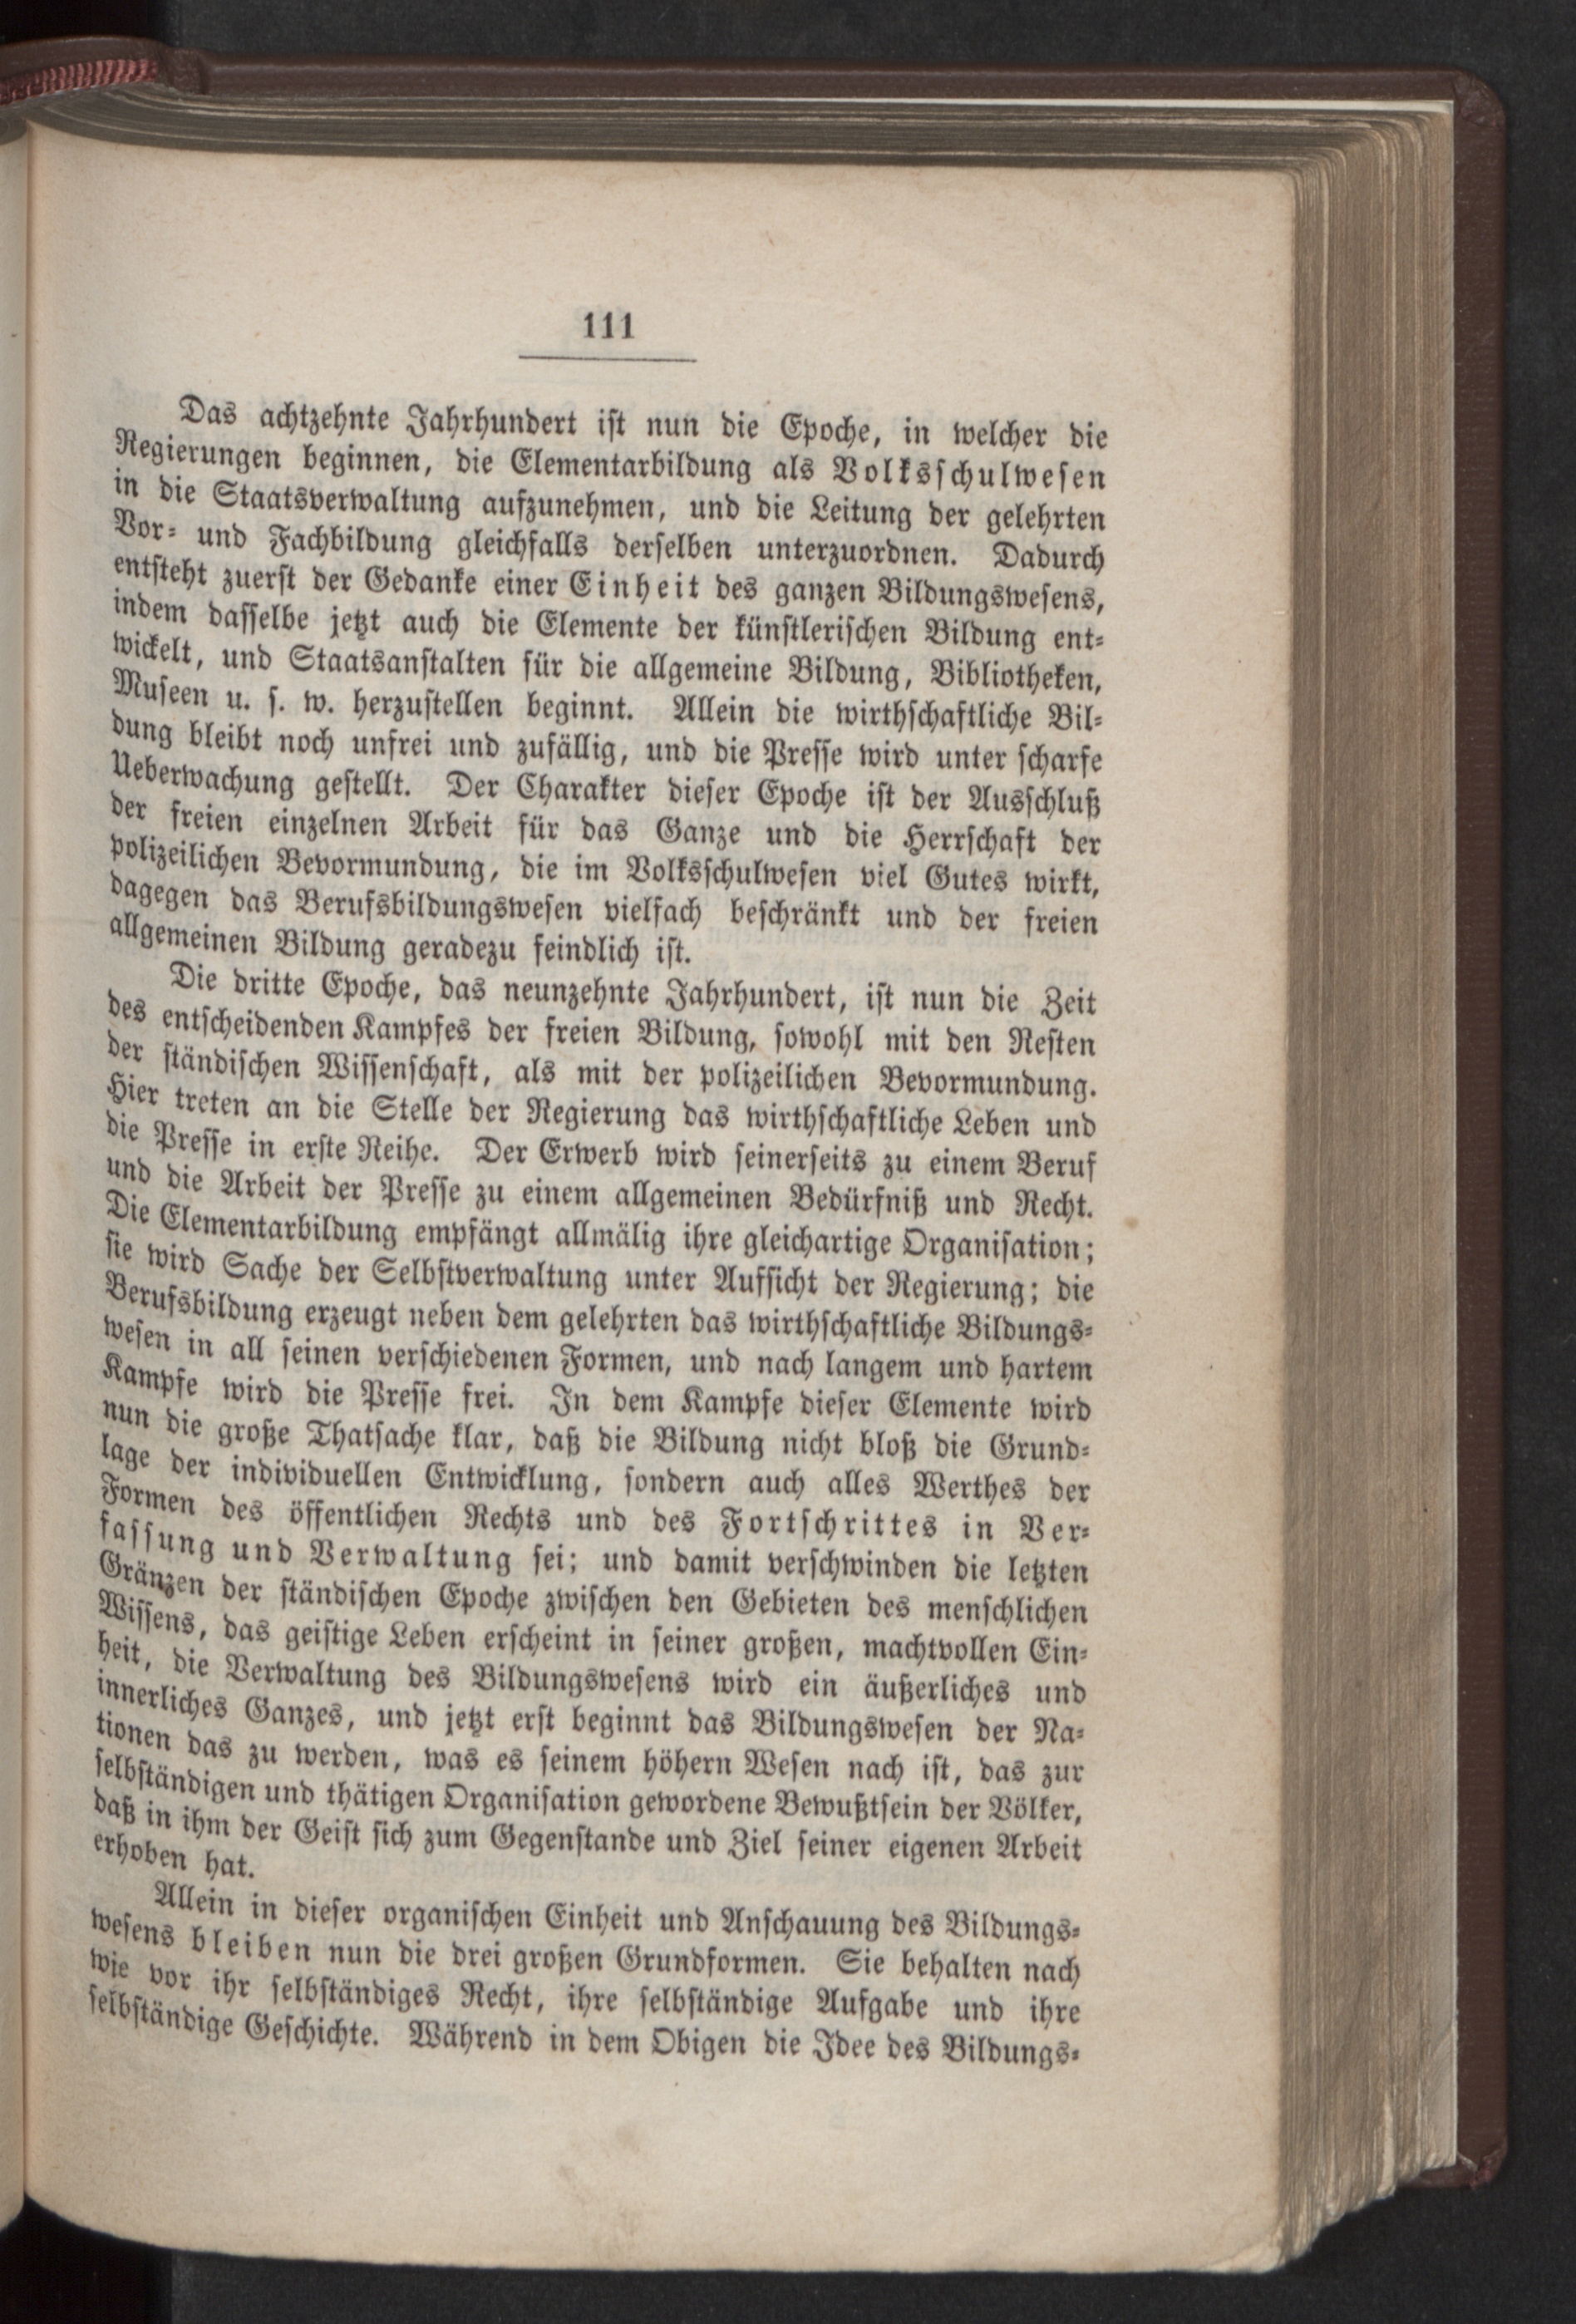 111
Das achtzehnte Jahrhundert ist nun die Epoche, in welcher die
Regierungen beginnen, die Elementarbildung als Volksschulwesen
in die Staatsverwaltung aufzunehmen, und die Leitung der gelehrten
Vor- und Fachbildung gleichfalls derselben unterzuordnen. Dadurch
entsteht zuerst der Gedanke einer Einheit des ganzen Bildungswesens,
indem dasselbe jetzt auch die Elemente der künstlerischen Bildung ent-
wickelt, und Staatsanstalten für die allgemeine Bildung, Bibliotheken,
Museen u. s. w. herzustellen beginnt. Allein die wirthschaftliche Bil-
dung bleibt noch unfrei und zufällig, und die Presse wird unter scharfe
Ueberwachung gestellt. Der Charakter dieser Epoche ist der Ausschluß
der freien einzelnen Arbeit für das Ganze und die Herrschaft der
polizeilichen Bevormundung, die im Volksschulwesen viel Gutes wirkt,
dagegen das Berufsbildungswesen vielfach beschränkt und der freien
allgemeinen Bildung geradezu feindlich ist.
Die dritte Epoche, das neunzehnte Jahrhundert, ist nun die Zeit
des entscheidenden Kampfes der freien Bildung, sowohl mit den Resten
der ständischen Wissenschaft, als mit der polizeilichen Bevormundung.
Hier treten an die Stelle der Regierung das wirthschaftliche Leben und
die Presse in erste Reihe. Der Erwerb wird seinerseits zu einem Beruf
und die Arbeit der Presse zu einem allgemeinen Bedürfniß und Recht.
Die Elementarbildung empfängt allmälig ihre gleichartige Organisation;
sie wird Sache der Selbstverwaltung unter Aufsicht der Regierung; die
Berufsbildung erzeugt neben dem gelehrten das wirthschaftliche Bildungs-
wesen in all seinen verschiedenen Formen, und nach langem und hartem
Kampfe wird die Presse frei. In dem Kampfe dieser Elemente wird
nun die große Thatsache klar, daß die Bildung nicht bloß die Grund-
lage der individuellen Entwicklung, sondern auch alles Werthes der
Formen des öffentlichen Rechts und des Fortschrittes in Ver-
fassung und Verwaltung sei; und damit verschwinden die letzten
Gränzen der ständischen Epoche zwischen den Gebieten des menschlichen
Wissens, das geistige Leben erscheint in seiner großen, machtvollen Ein-
heit, die Verwaltung des Bildungswesens wird ein äußerliches und
innerliches Ganzes, und jetzt erst beginnt das Bildungswesen der Na-
tionen das zu werden, was es seinem höhern Wesen nach ist, das zur
selbständigen und thätigen Organisation gewordene Bewußtsein der Völker,
daß in ihm der Geist sich zum Gegenstande und Ziel seiner eigenen Arbeit
erhoben hat.
Allein in dieser organischen Einheit und Anschauung des Bildungs-
wesens bleiben nun die drei großen Grundformen. Sie behalten nach
wie vor ihr selbständiges Recht, ihre selbständige Aufgabe und ihre
selbständige Geschichte. Während in dem Obigen die Idee des Bildungs-